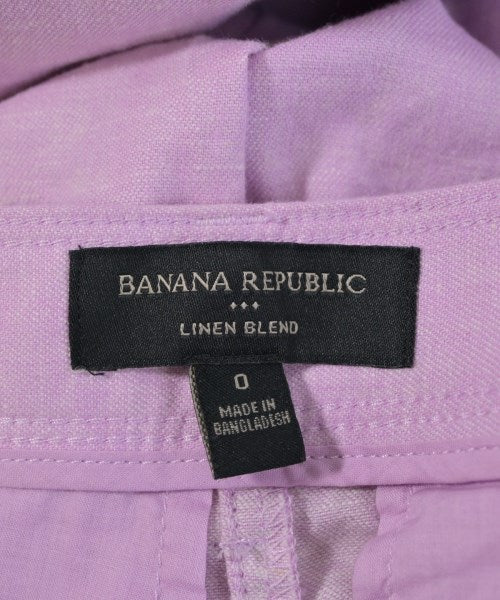 BANANA REPUBLIC
LINEN BLEND
0
MADE IN
BANGLADESH